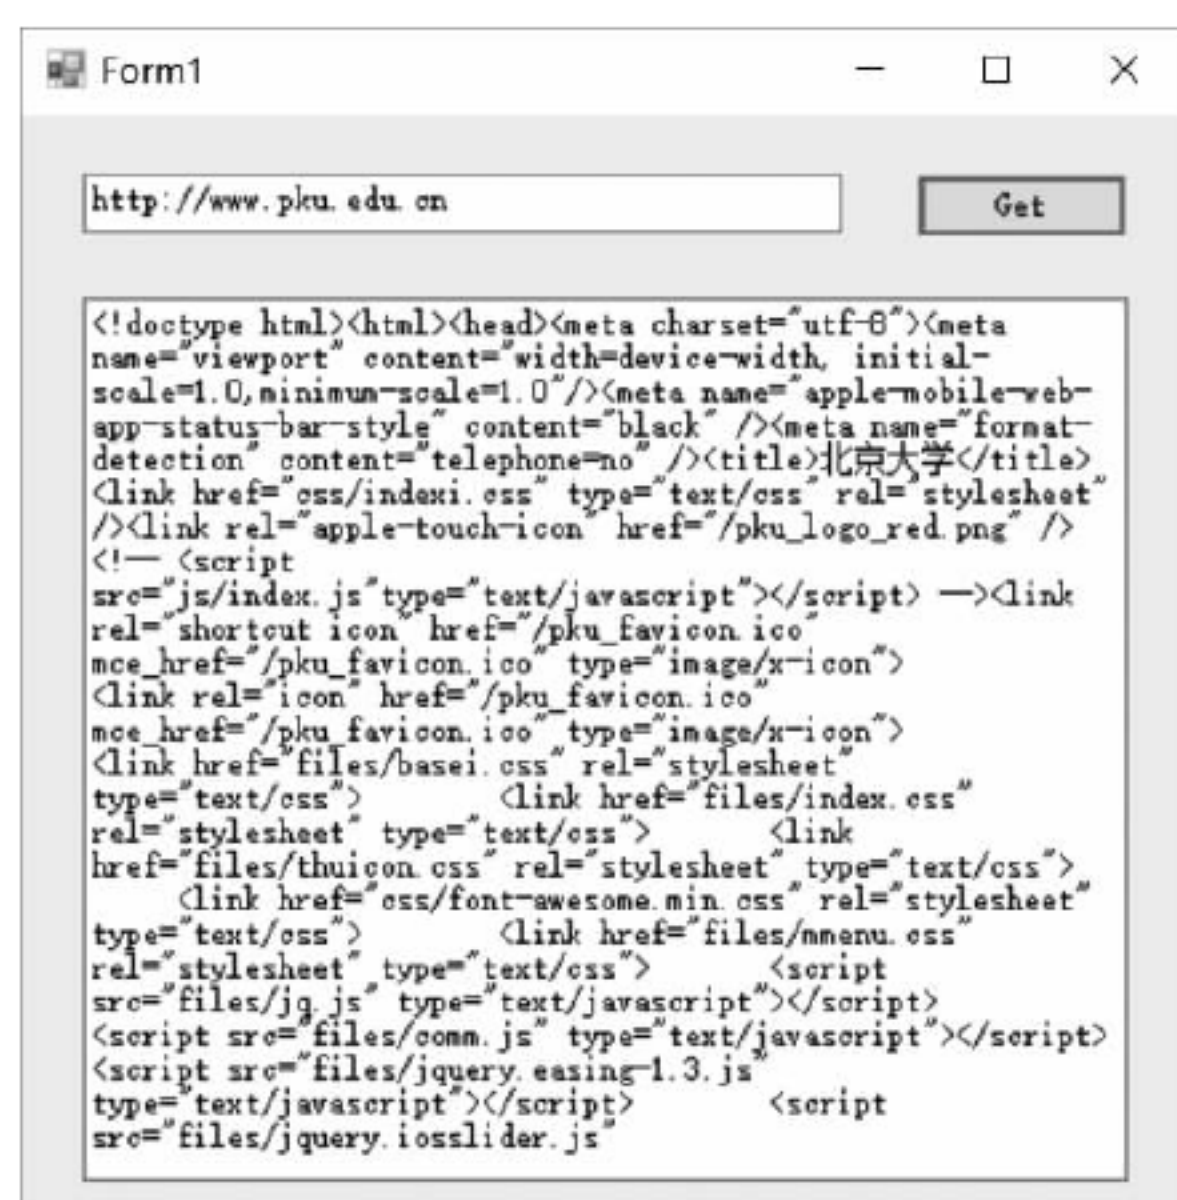 Form1
http://www.pku.edu.cn
Get
<!doctype html><html><head><meta charset="utf-8"><meta
name="viewport" content="width=device-width, initial-
scale=1.0,minimum-scale=1.0"/><meta name="apple-mobile-web-
app-status-bar-style" content="black" /><meta name="format-
detection" content="telephone=no" /><title>北京大学</title>
<link href="css/indexi.css" type="text/css" rel="stylesheet"
/><link rel="apple-touch-icon" href="/pku_logo_red.png" />
<!-- <script
src="js/index.js"type="text/javascript"></script> --><link
rel="shortcut icon" href="/pku_favicon.ico"
mce_href="/pku_favicon.ico" type="image/x-icon">
<link rel="icon" href="/pku_favicon.ico"
mce_href="/pku_favicon.ico" type="image/x-icon">
<link href="files/basei.css" rel="stylesheet"
type="text/css">        <link href="files/index.css"
rel="stylesheet" type="text/css">       <link
href="files/thuicon.css" rel="stylesheet" type="text/css">
     <link href="css/font-awesome.min.css" rel="stylesheet"
type="text/css">        <link href="files/mmenu.css"
rel="stylesheet" type="text/css">       <script
src="files/jq.js" type="text/javascript"></script>
<script src="files/comm.js" type="text/javascript"></script>
<script src="files/jquery.easing-1.3.js"
type="text/javascript"></script>        <script
src="files/jquery.iosslider.js"